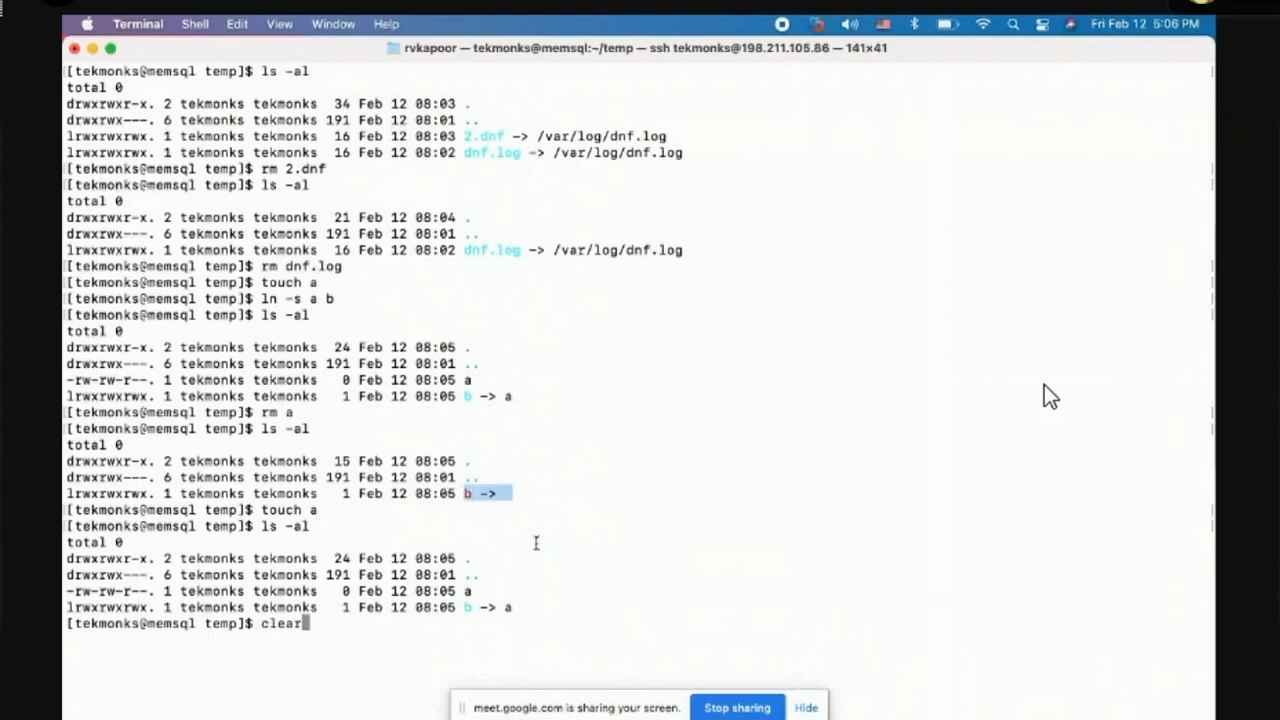 Terminal Shell Edit View Window Help Fri Feb 12 5:06 PM
rvkapoor — tekmonks@memsql:~/temp — ssh tekmonks@198.211.105.86 — 141×41
[tekmonks@memsql temp]$ ls -al
total 0
drwxrwxr-x. 2 tekmonks tekmonks 34 Feb 12 08:03 .
drwxrwx---. 6 tekmonks tekmonks 191 Feb 12 08:01 ..
lrwxrwxrwx. 1 tekmonks tekmonks 16 Feb 12 08:03 2.dnf -> /var/log/dnf.log
lrwxrwxrwx. 1 tekmonks tekmonks 16 Feb 12 08:02 dnf.log -> /var/log/dnf.log
[tekmonks@memsql temp]$ rm 2.dnf
[tekmonks@memsql temp]$ ls -al
total 0
drwxrwxr-x. 2 tekmonks tekmonks 21 Feb 12 08:04 .
drwxrwx---. 6 tekmonks tekmonks 191 Feb 12 08:01 ..
lrwxrwxrwx. 1 tekmonks tekmonks 16 Feb 12 08:02 dnf.log -> /var/log/dnf.log
[tekmonks@memsql temp]$ rm dnf.log
[tekmonks@memsql temp]$ touch a
[tekmonks@memsql temp]$ ln -s a b
[tekmonks@memsql temp]$ ls -al
total 0
drwxrwxr-x. 2 tekmonks tekmonks 24 Feb 12 08:05 .
drwxrwx---. 6 tekmonks tekmonks 191 Feb 12 08:01 ..
-rw-rw-r--. 1 tekmonks tekmonks 0 Feb 12 08:05 a
lrwxrwxrwx. 1 tekmonks tekmonks 1 Feb 12 08:05 b -> a
[tekmonks@memsql temp]$ rm a
[tekmonks@memsql temp]$ ls -al
total 0
drwxrwxr-x. 2 tekmonks tekmonks 15 Feb 12 08:05 .
drwxrwx---. 6 tekmonks tekmonks 191 Feb 12 08:01 ..
lrwxrwxrwx. 1 tekmonks tekmonks 1 Feb 12 08:05 b ->
[tekmonks@memsql temp]$ touch a
[tekmonks@memsql temp]$ ls -al
total 0
drwxrwxr-x. 2 tekmonks tekmonks 24 Feb 12 08:05 .
drwxrwx---. 6 tekmonks tekmonks 191 Feb 12 08:01 ..
-rw-rw-r--. 1 tekmonks tekmonks 0 Feb 12 08:05 a
lrwxrwxrwx. 1 tekmonks tekmonks 1 Feb 12 08:05 b -> a
[tekmonks@memsql temp]$ clear
meet.google.com is sharing your screen. Stop sharing Hide